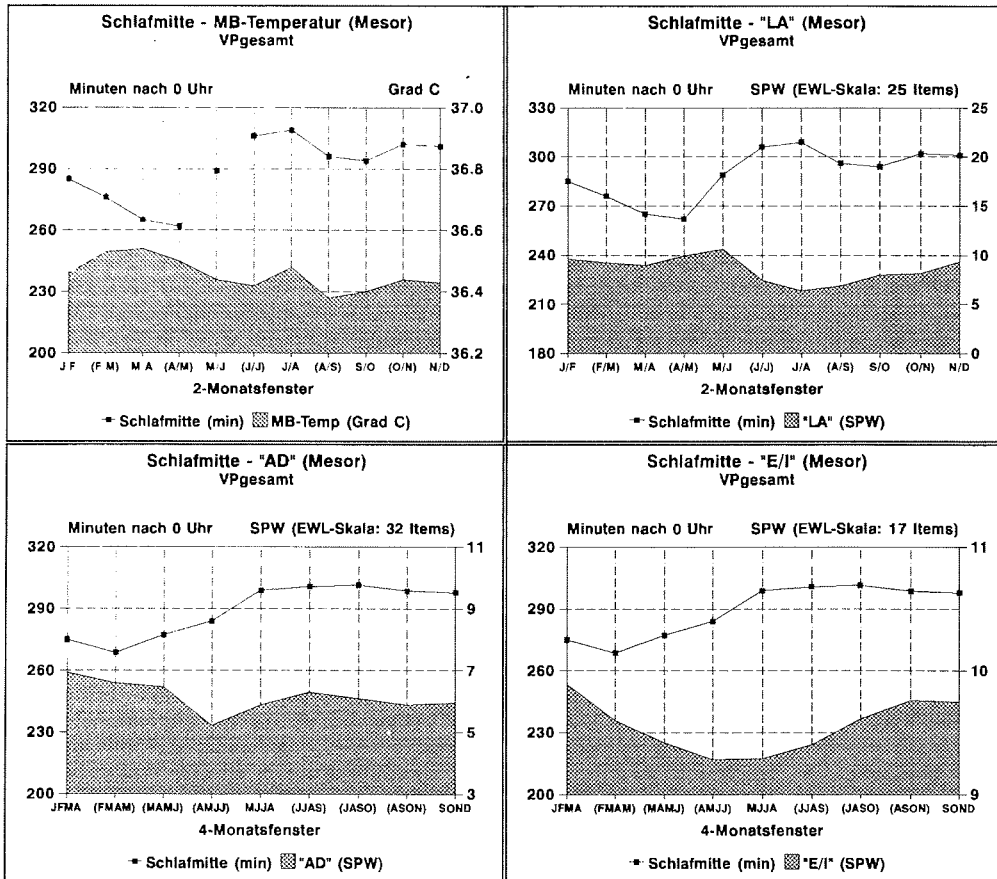 Schlafmitte - MB-Temperatur (Mesor)
VPgesamt
Minuten nach 0 Uhr Grad C
320 37.0
290 36.8
260 36.6
230 36.4
200 36.2
J/F (F/M) M/A (A/M) M/J (J/J) J/A (A/S) S/O (O/N) N/D
2-Monatsfenster
Schlafmitte (min) MB-Temp (Grad C)
Schlafmitte - "LA" (Mesor)
VPgesamt
Minuten nach 0 Uhr SPW (EWL-Skala: 25 Items)
330 25
300 20
270 15
240 10
210 5
180 0
J/F (F/M) M/A (A/M) M/J (J/J) J/A (A/S) S/O (O/N) N/D
2-Monatsfenster
Schlafmitte (min) "LA" (SPW)
Schlafmitte - "AD" (Mesor)
VPgesamt
Minuten nach 0 Uhr SPW (EWL-Skala: 32 Items)
320 11
290 9
260 7
230 5
200 3
JFMA (FMAM) (MAMJ) (AMJJ) MJJA (JJAS) (JASO) (ASON) SOND
4-Monatsfenster
Schlafmitte (min) "AD" (SPW)
Schlafmitte - "E/I" (Mesor)
VPgesamt
Minuten nach 0 Uhr SPW (EWL-Skala: 17 Items)
320 11
290
260 10
230
200 9
JFMA (FMAM) (MAMJ) (AMJJ) MJJA (JJAS) (JASO) (ASON) SOND
4-Monatsfenster
Schlafmitte (min) "E/I" (SPW)